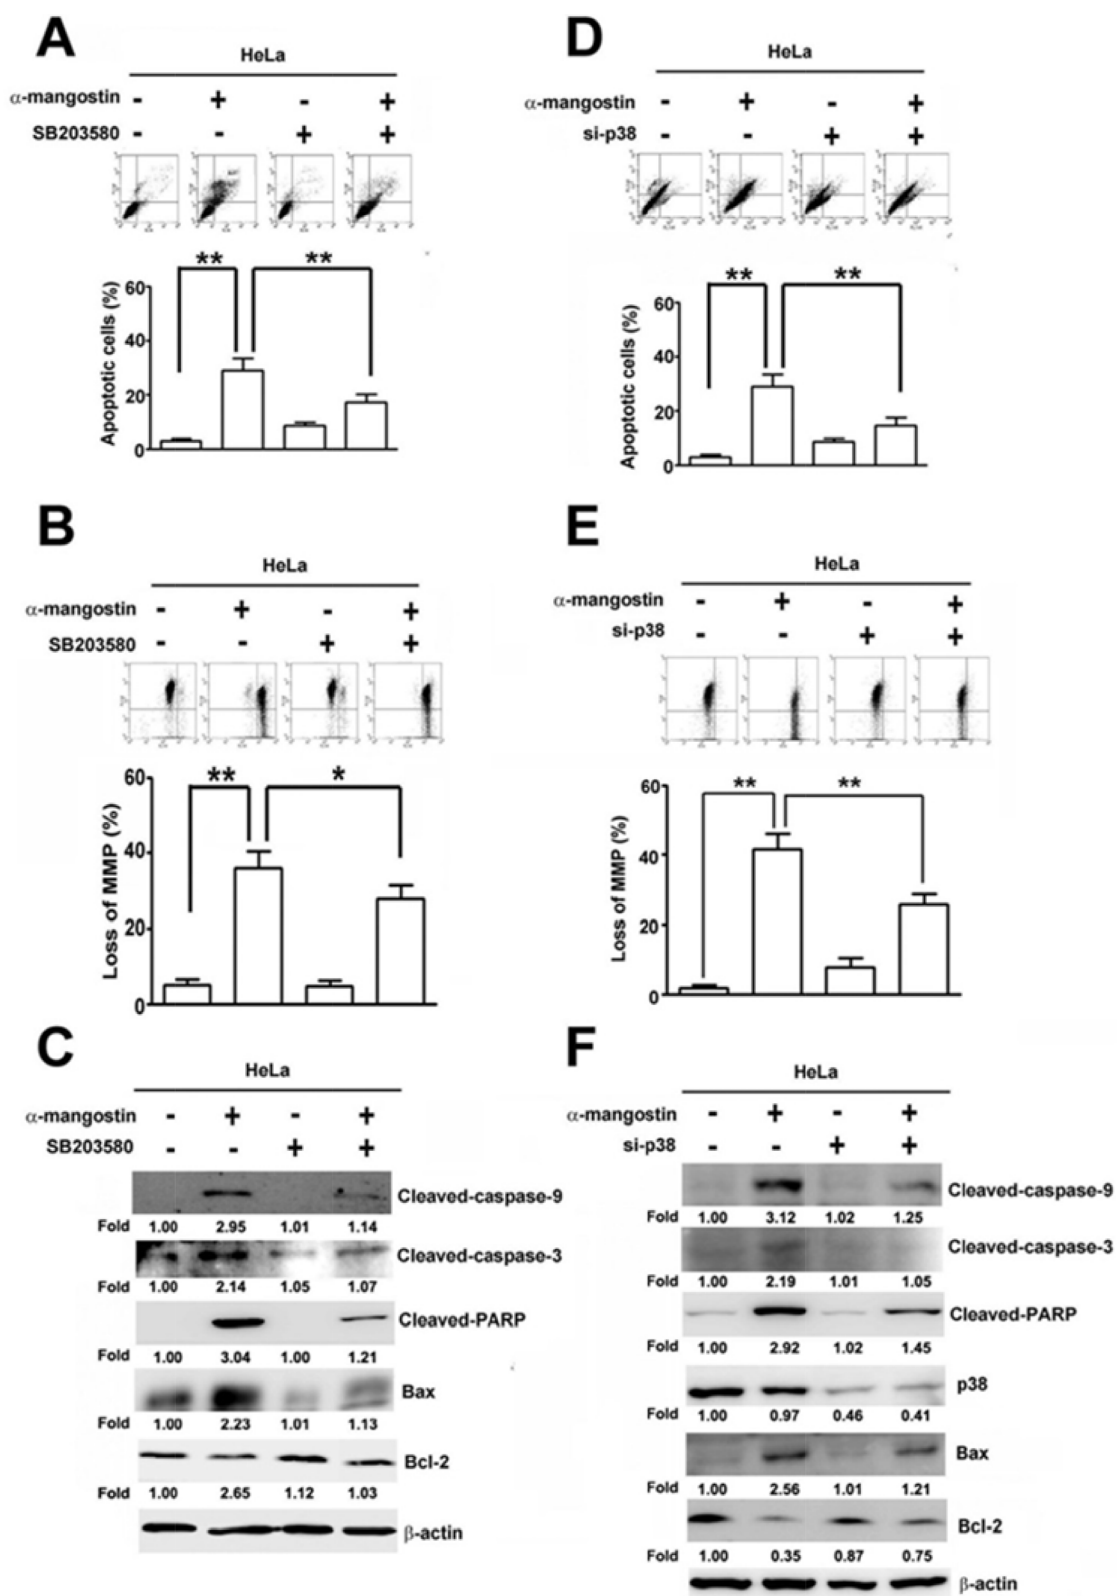 A
HeLa
α-mangostin - + - +
SB203580 - - + +
Apoptotic cells (%)
60
40
20
0
** **
B
HeLa
α-mangostin - + - +
SB203580 - - + +
Loss of MMP (%)
60
40
20
0
** *
C
HeLa
α-mangostin - + - +
SB203580 - - + +
Cleaved-caspase-9
Fold 1.00 2.95 1.01 1.14
Cleaved-caspase-3
Fold 1.00 2.14 1.05 1.07
Cleaved-PARP
Fold 1.00 3.04 1.00 1.21
Bax
Fold 1.00 2.23 1.01 1.13
Bcl-2
Fold 1.00 2.65 1.12 1.03
β-actin
D
HeLa
α-mangostin - + - +
si-p38 - - + +
Apoptotic cells (%)
60
40
20
0
** **
E
HeLa
α-mangostin - + - +
si-p38 - - + +
Loss of MMP (%)
60
40
20
0
** **
F
HeLa
α-mangostin - + - +
si-p38 - - + +
Cleaved-caspase-9
Fold 1.00 3.12 1.02 1.25
Cleaved-caspase-3
Fold 1.00 2.19 1.01 1.05
Cleaved-PARP
Fold 1.00 2.92 1.02 1.45
p38
Fold 1.00 0.97 0.46 0.41
Bax
Fold 1.00 2.56 1.01 1.21
Bcl-2
Fold 1.00 0.35 0.87 0.75
β-actin